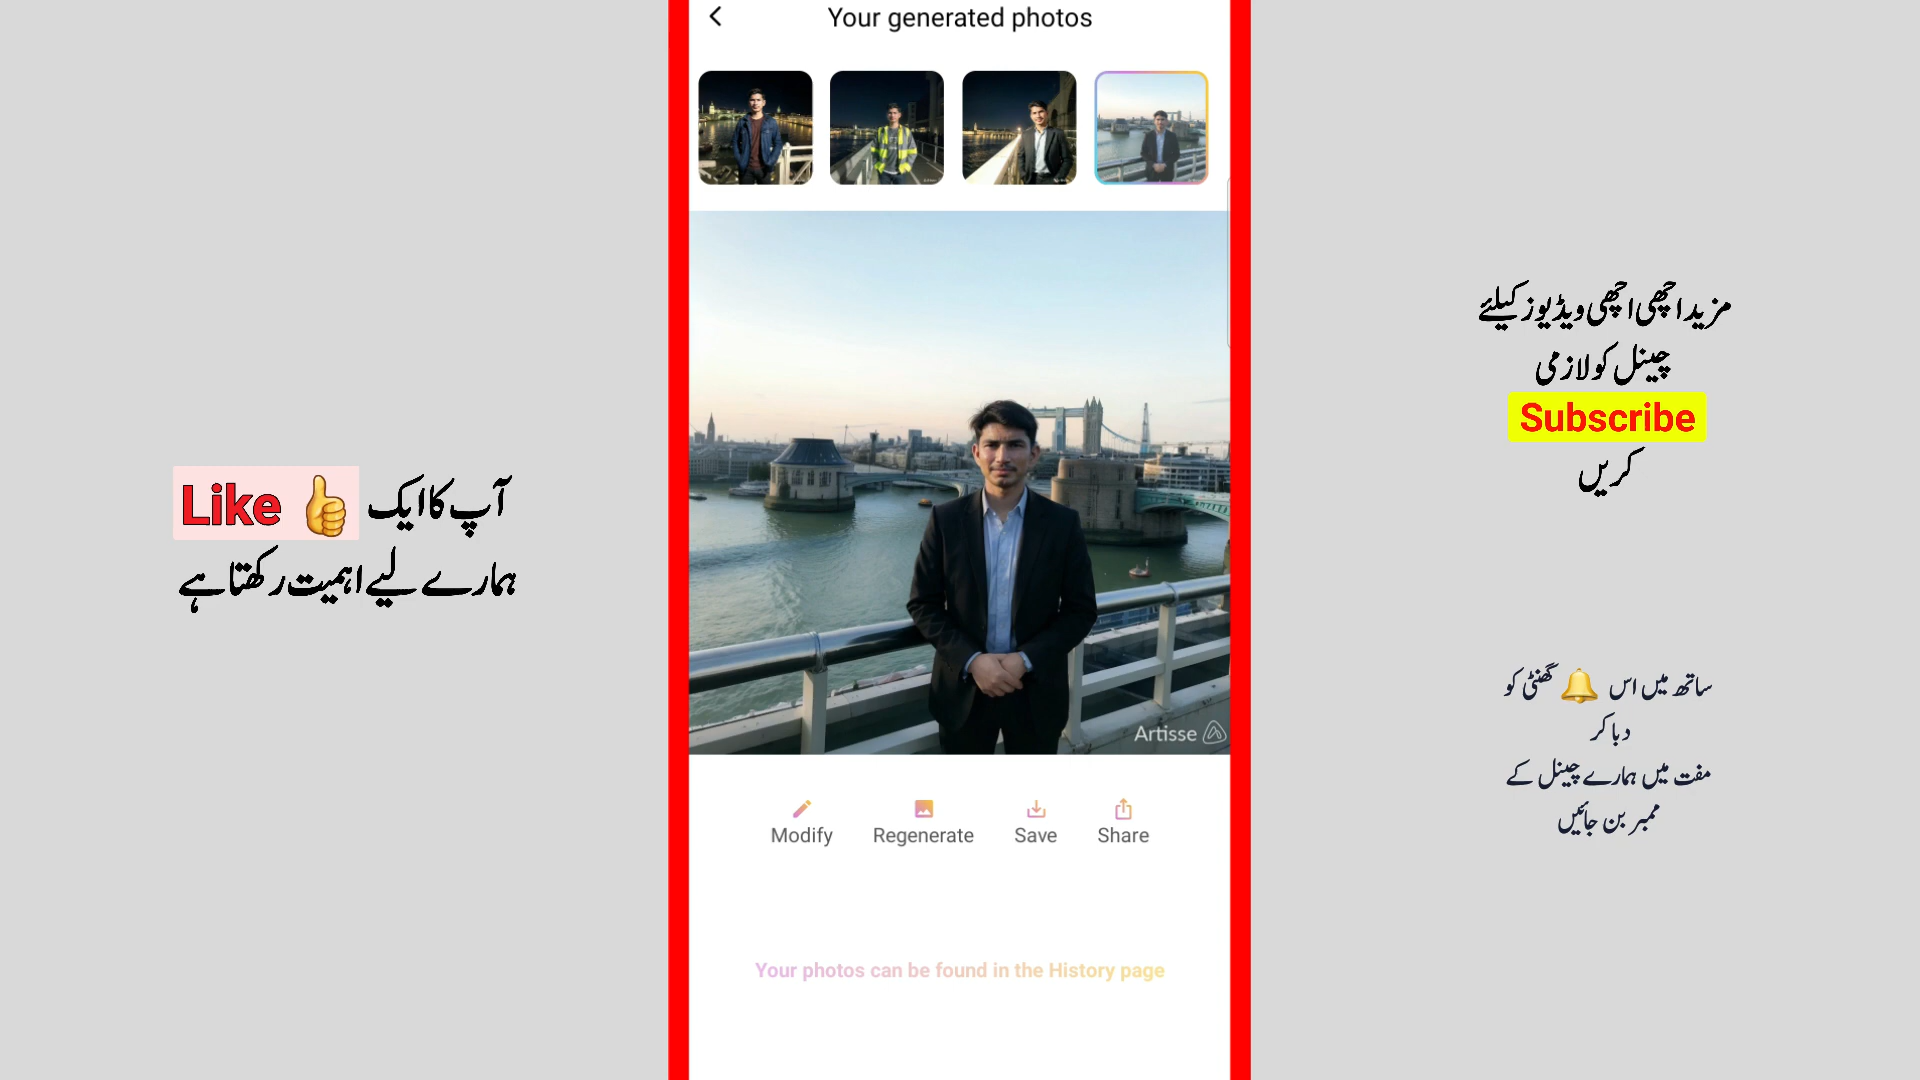 Your generated photos
آپ کا ایک 👍 Like
ہمارے لیے اہمیت رکھتا ہے
مزید اچھی اچھی ویڈیوز کیلئے
چینل کو لازمی
Subscribe
کریں
ساتھ میں اس 🔔 گھنٹی کو
دبا کر
مفت میں ہمارے چینل کے
ممبر بن جائیں
Artisse
Modify
Regenerate
Save
Share
Your photos can be found in the History page